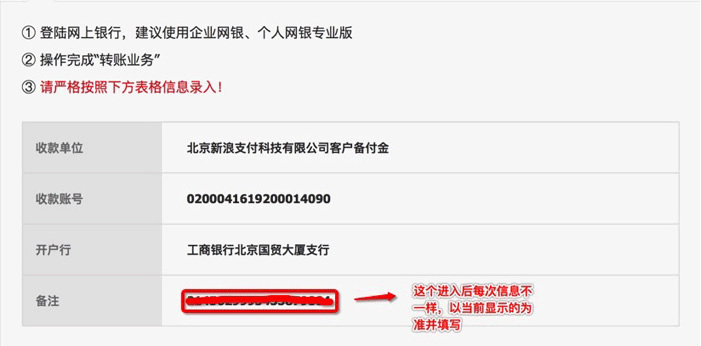 ① 登陆网上银行，建议使用企业网银、个人网银专业版
② 操作完成“转账业务”
③ 请严格按照下方表格信息录入！
收款单位 北京新浪支付科技有限公司客户备付金
收款账号 0200041619200014090
开户行 工商银行北京国贸大厦支行
备注
这个进入后每次信息不
一样，以当前显示的为
准并填写